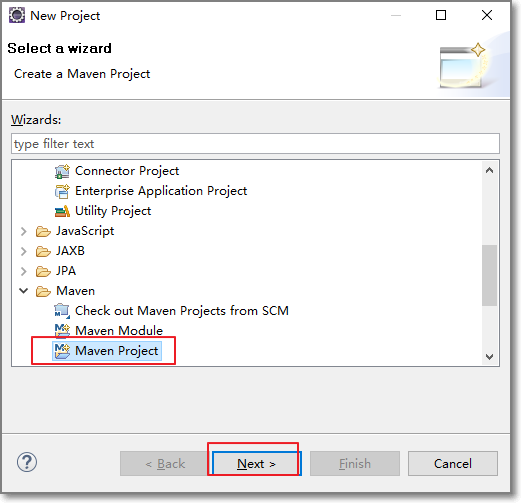 New Project
Select a wizard
Create a Maven Project
Wizards:
type filter text
Connector Project
Enterprise Application Project
Utility Project
JavaScript
JAXB
JPA
Maven
Check out Maven Projects from SCM
Maven Module
Maven Project
< Back
Next >
Finish
Cancel